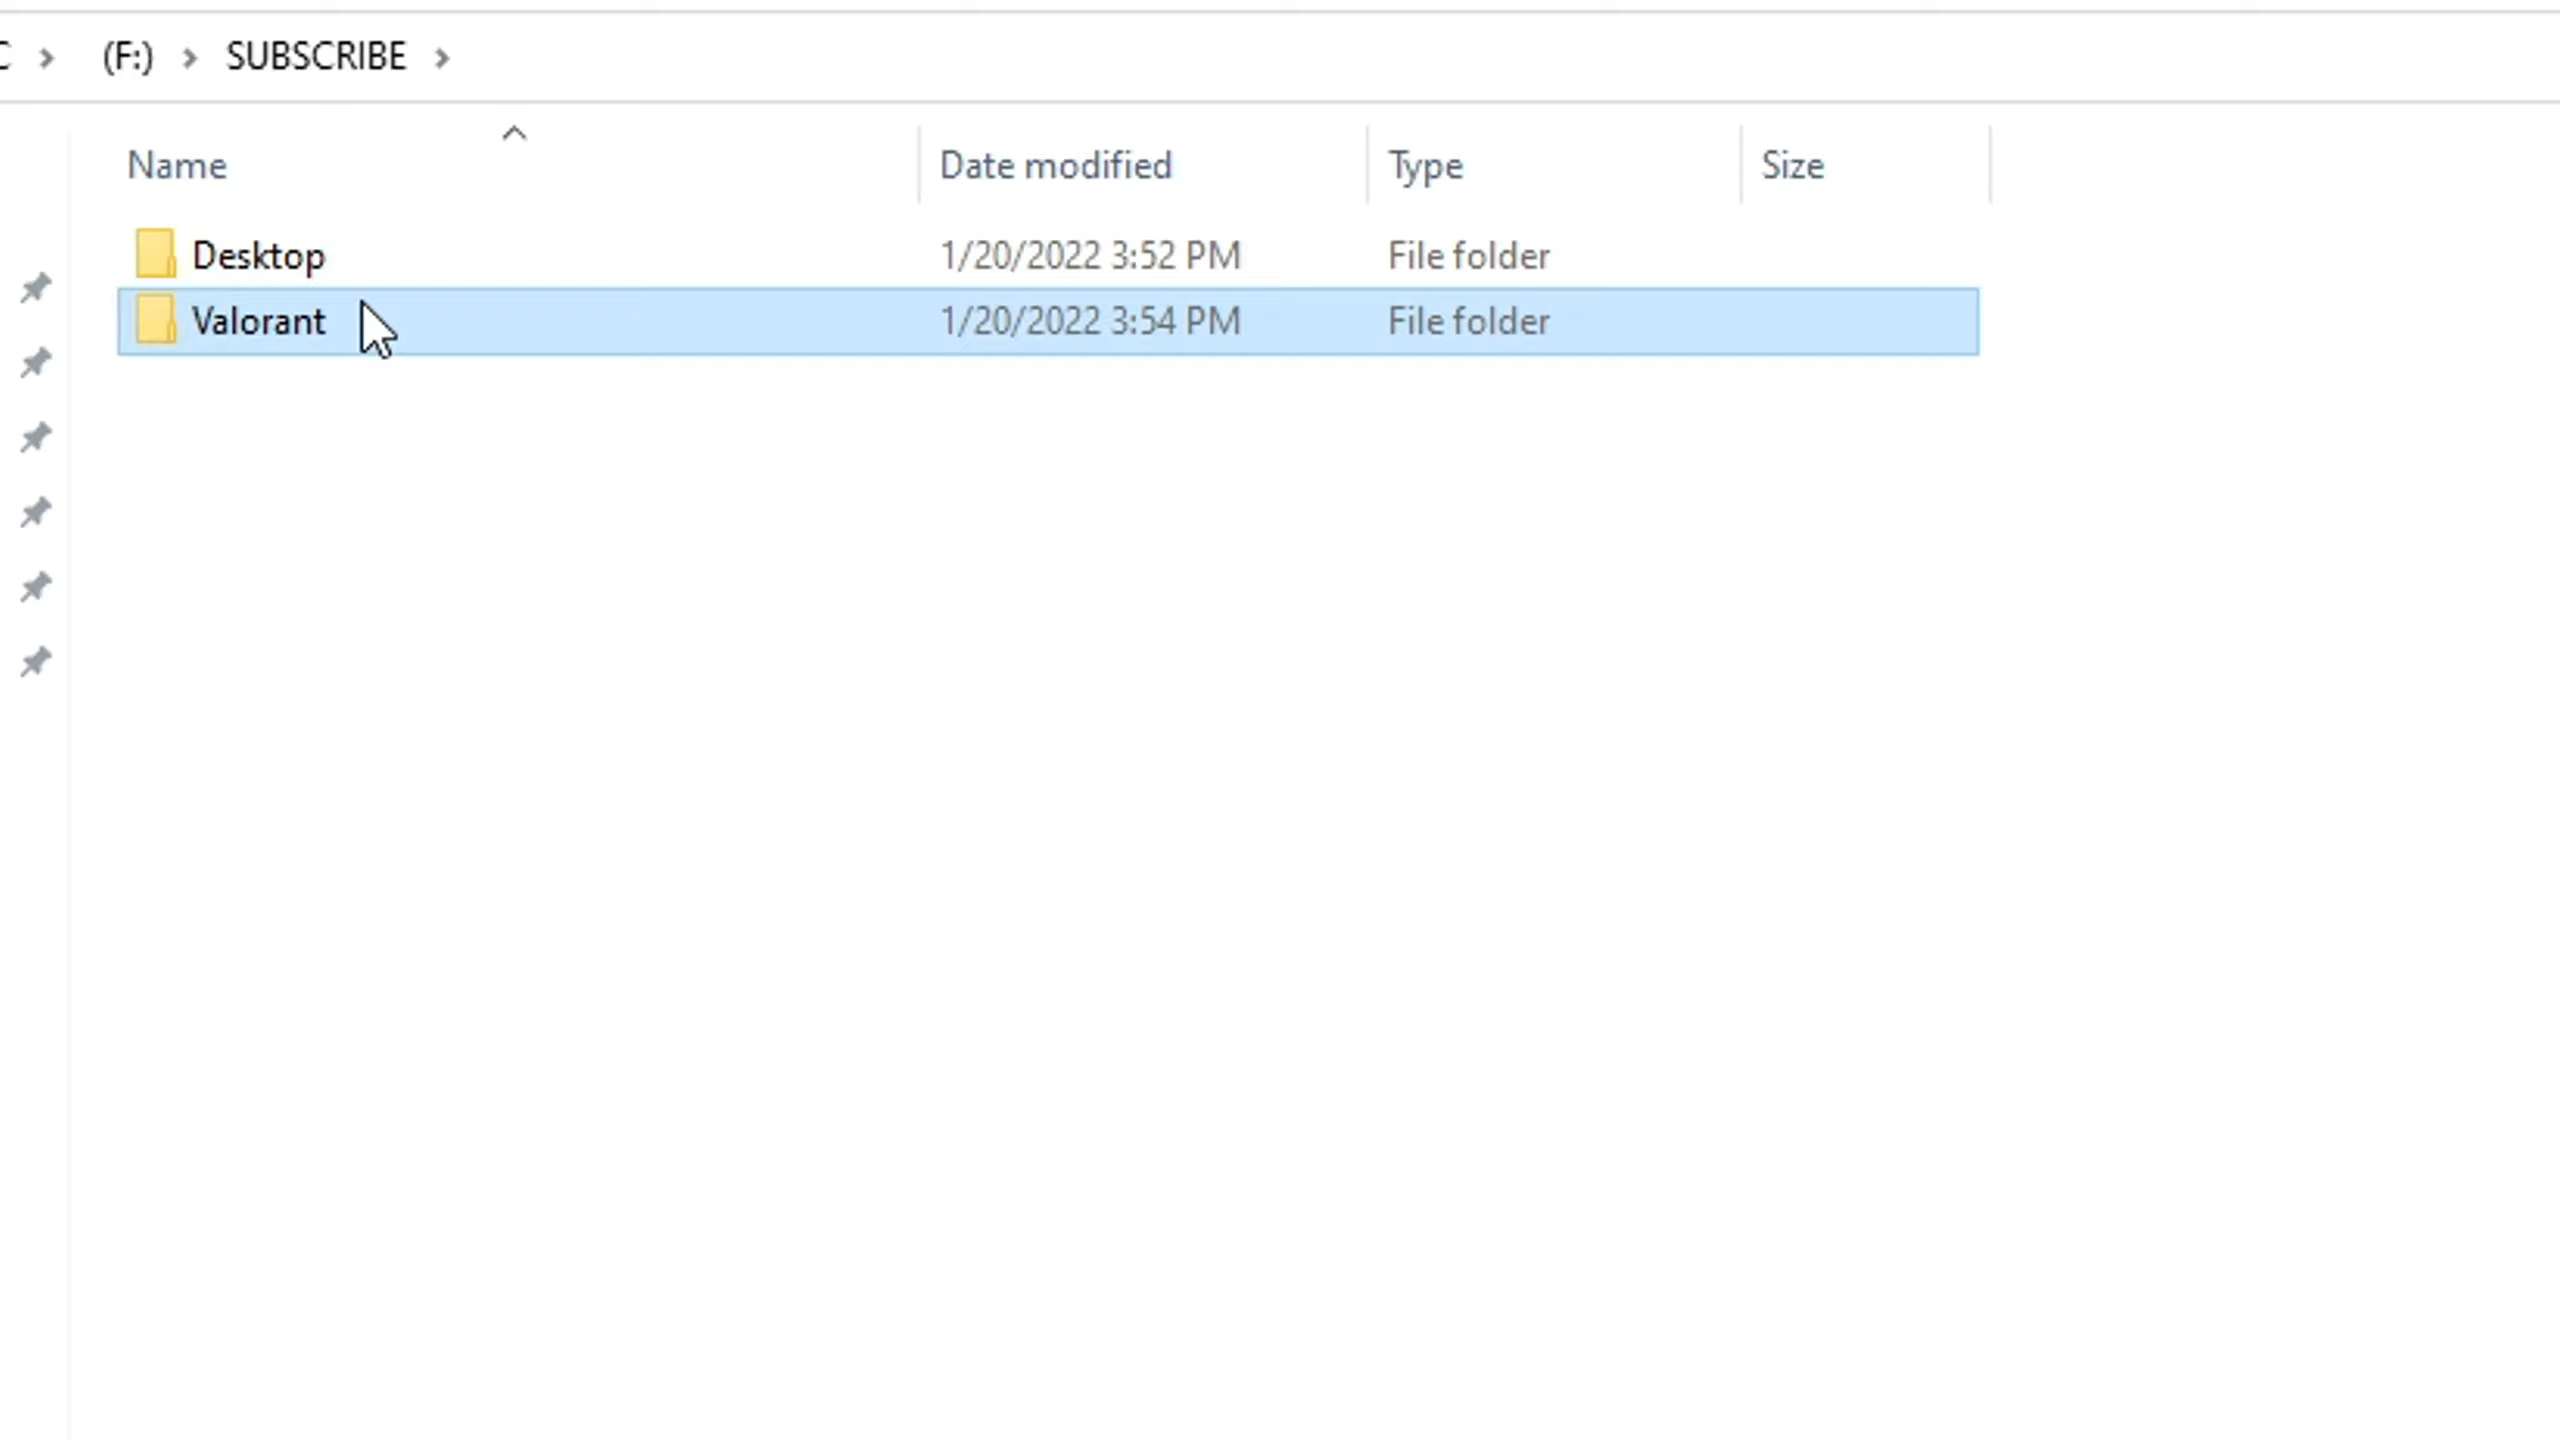 (F:) SUBSCRIBE
Name Date modified Type Size
Desktop 1/20/2022 3:52 PM File folder
Valorant 1/20/2022 3:54 PM File folder